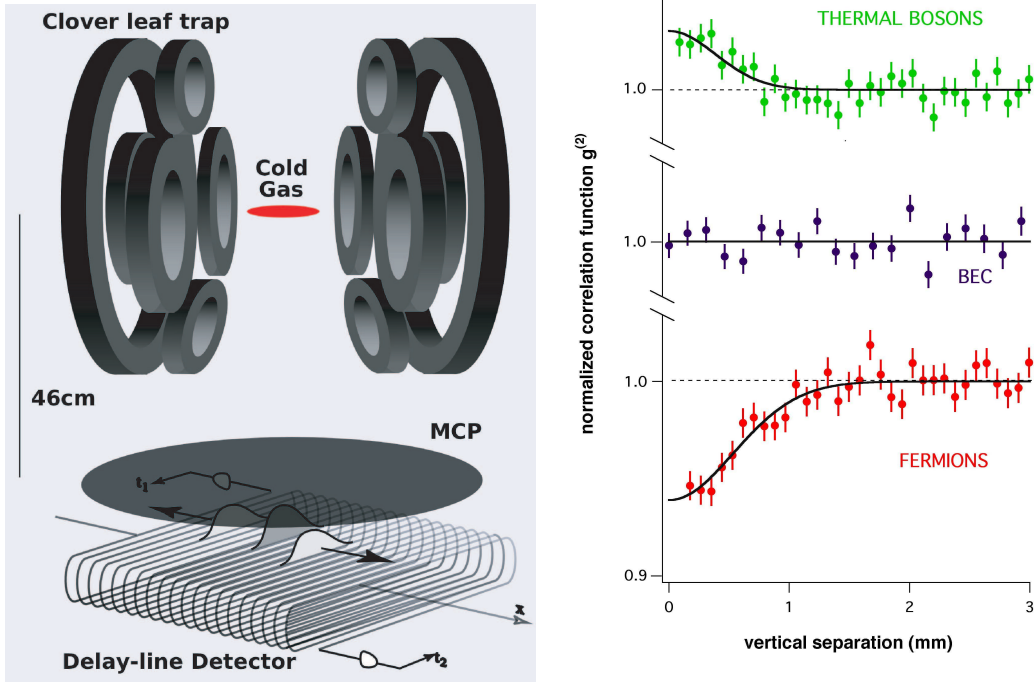 Clover leaf trap
Cold
Gas
46cm
MCP
t1
x
t2
Delay-line Detector
normalized correlation function g(2)
THERMAL BOSONS
1.0
1.0
BEC
1.0
FERMIONS
0.9
0 1 2 3
vertical separation (mm)